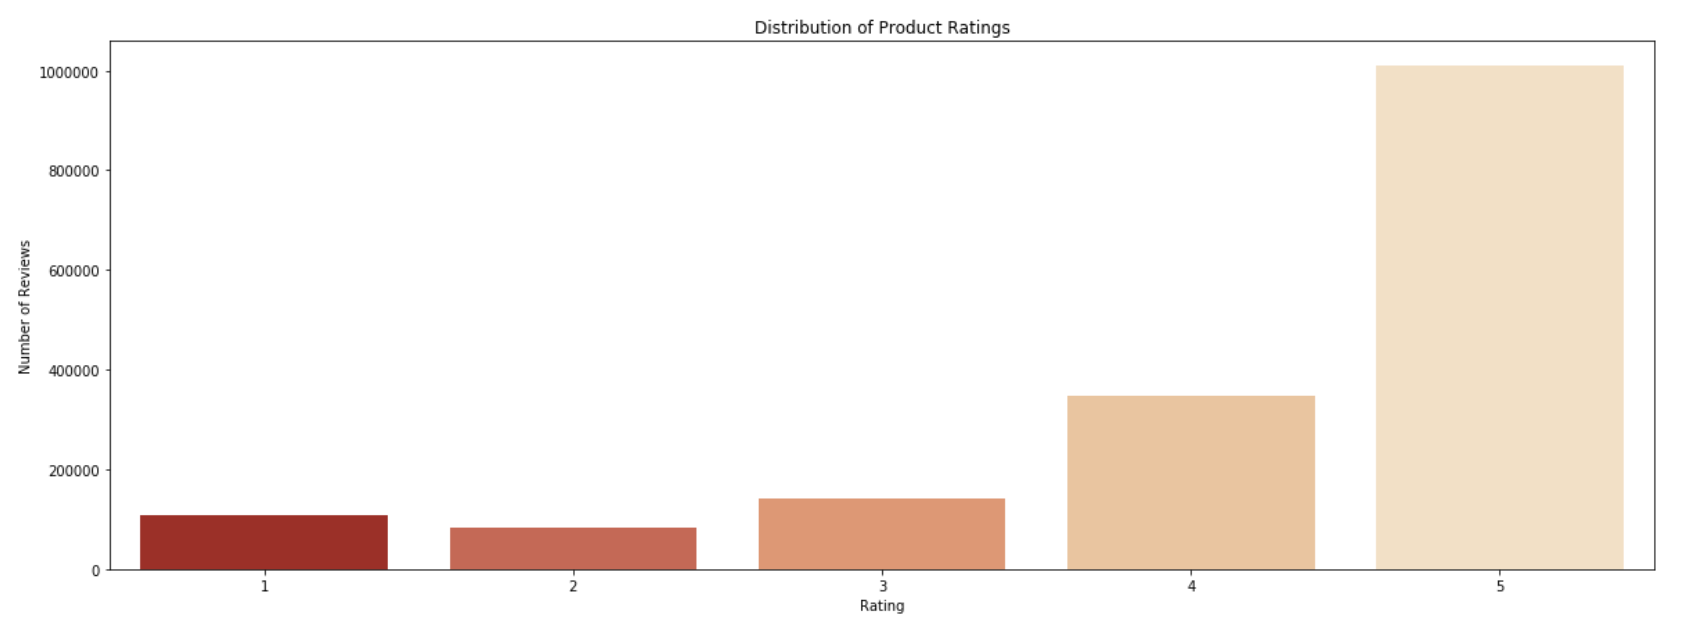 Distribution of Product Ratings
1000000
800000
600000
400000
200000
0
Number of Reviews
1 2 3 4 5
Rating